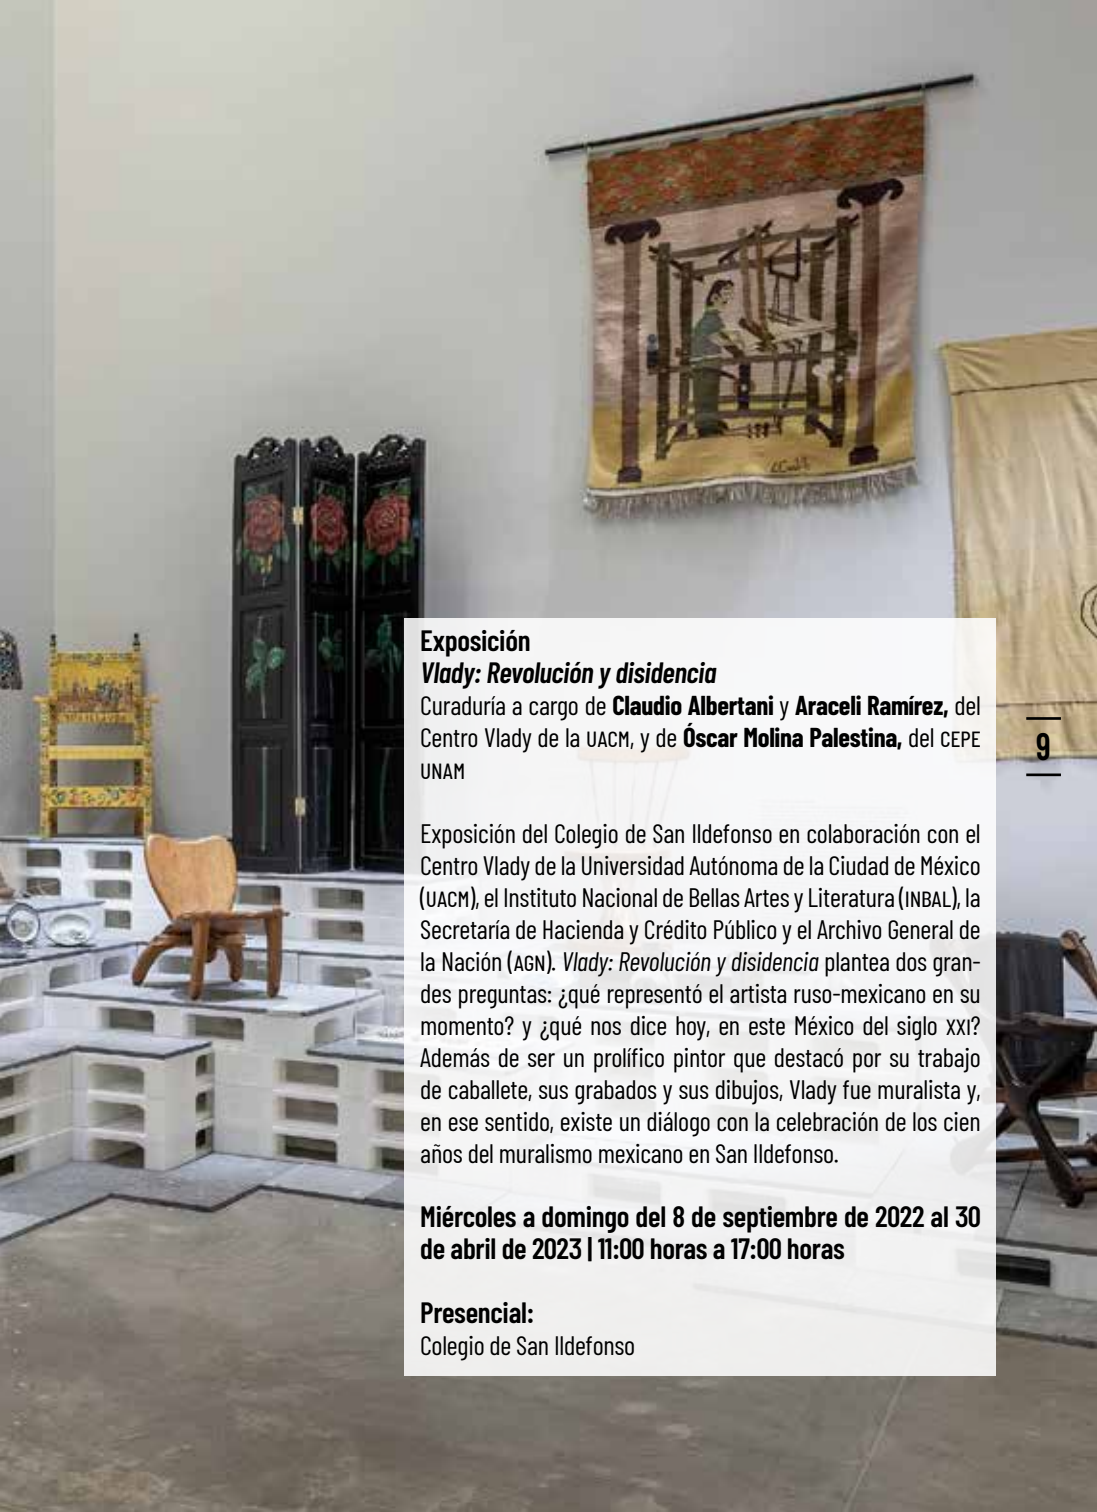 Exposición
Vlady: Revolución y disidencia
Curaduría a cargo de Claudio Albertani y Araceli Ramírez, del
Centro Vlady de la UACM, y de Óscar Molina Palestina, del CEPE
UNAM
Exposición del Colegio de San Ildefonso en colaboración con el
Centro Vlady de la Universidad Autónoma de la Ciudad de México
(UACM), el Instituto Nacional de Bellas Artes y Literatura (INBAL), la
Secretaría de Hacienda y Crédito Público y el Archivo General de
la Nación (AGN). Vlady: Revolución y disidencia plantea dos gran-
des preguntas: ¿qué representó el artista ruso-mexicano en su
momento? y ¿qué nos dice hoy, en este México del siglo XXI?
Además de ser un prolífico pintor que destacó por su trabajo
de caballete, sus grabados y sus dibujos, Vlady fue muralista y,
en ese sentido, existe un diálogo con la celebración de los cien
años del muralismo mexicano en San Ildefonso.
Miércoles a domingo del 8 de septiembre de 2022 al 30
de abril de 2023 | 11:00 horas a 17:00 horas
Presencial:
Colegio de San Ildefonso
9